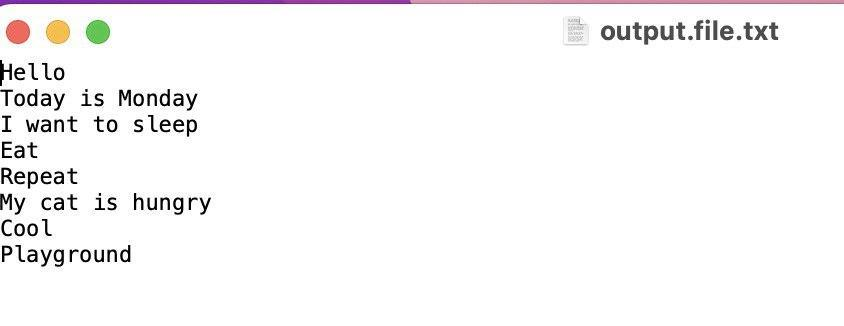 output.file.txt
Hello
Today is Monday
I want to sleep
Eat
Repeat
My cat is hungry
Cool
Playground